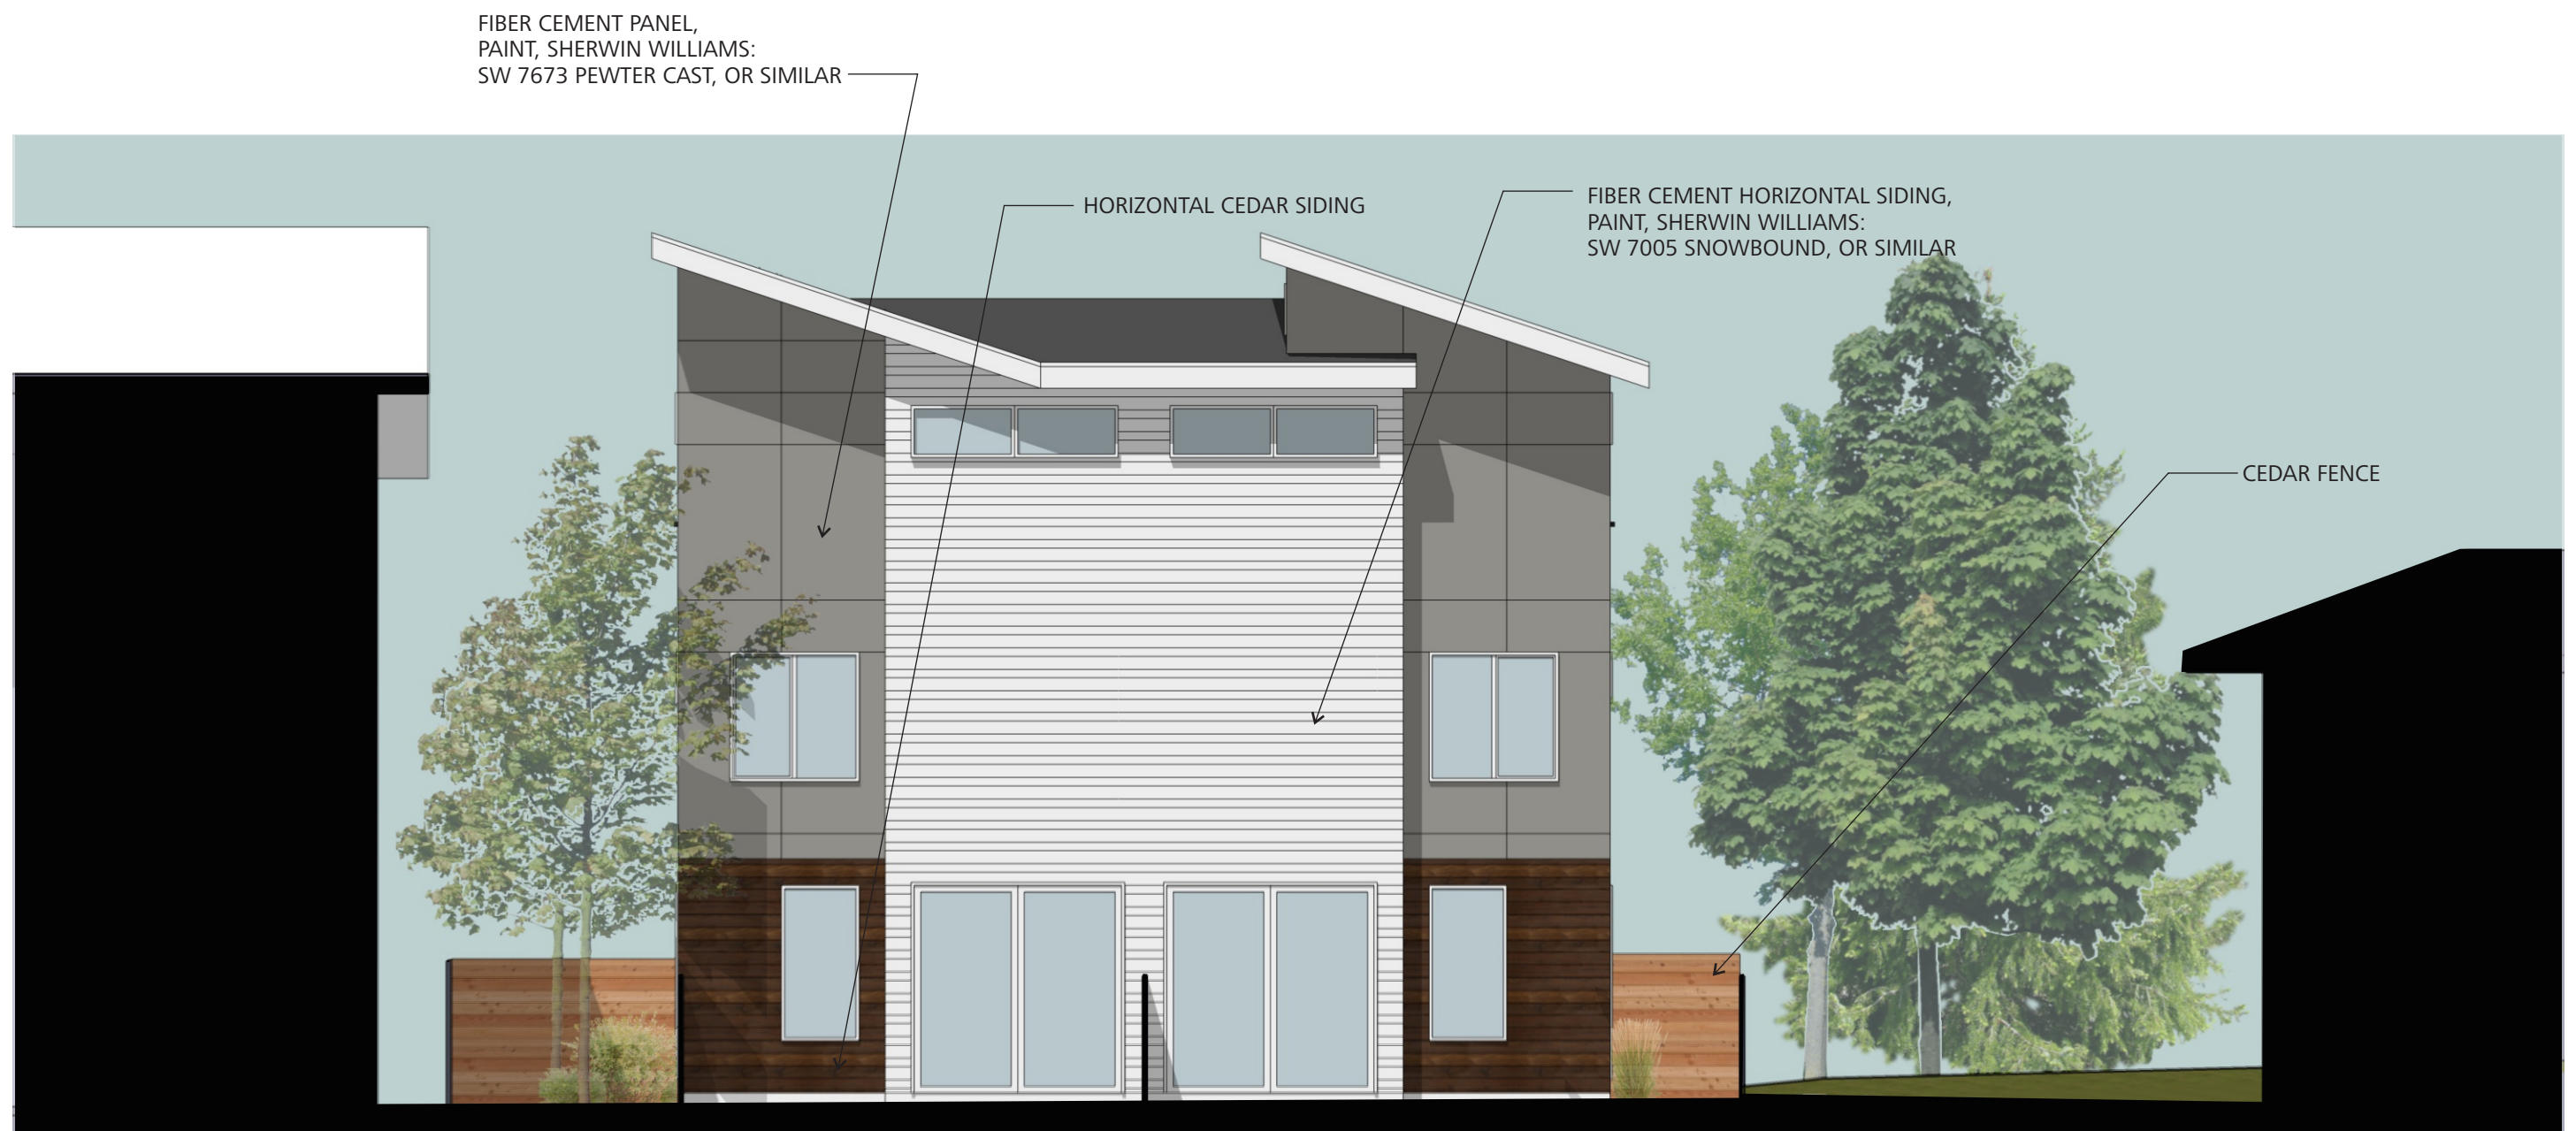 FIBER CEMENT PANEL,
PAINT, SHERWIN WILLIAMS:
SW 7673 PEWTER CAST, OR SIMILAR
HORIZONTAL CEDAR SIDING
FIBER CEMENT HORIZONTAL SIDING,
PAINT, SHERWIN WILLIAMS:
SW 7005 SNOWBOUND, OR SIMILAR
CEDAR FENCE